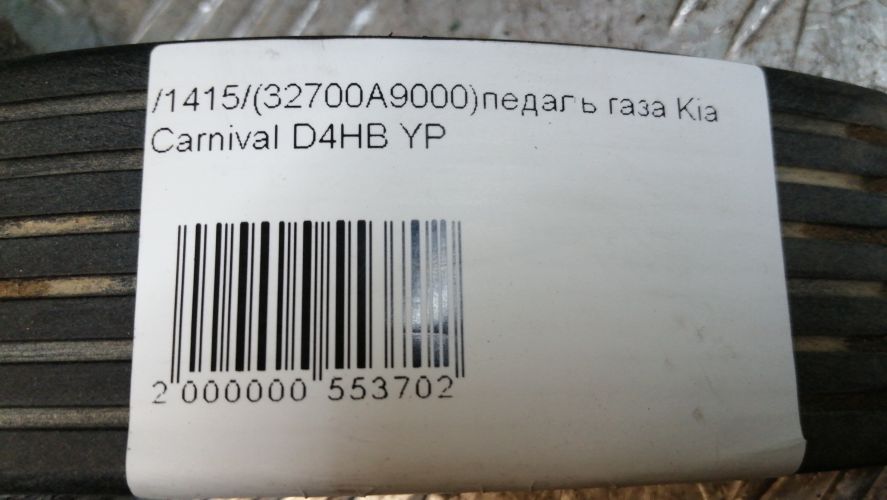 /1415/(32700A9000)педаль газа Kia
Carnival D4HB YP
2 000000 553702